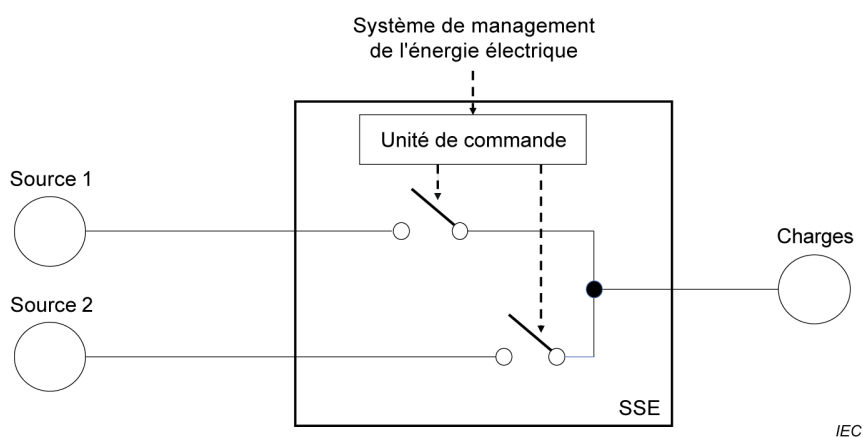 Système de management
de l'énergie électrique
Unité de commande
Source 1
Charges
Source 2
SSE
IEC